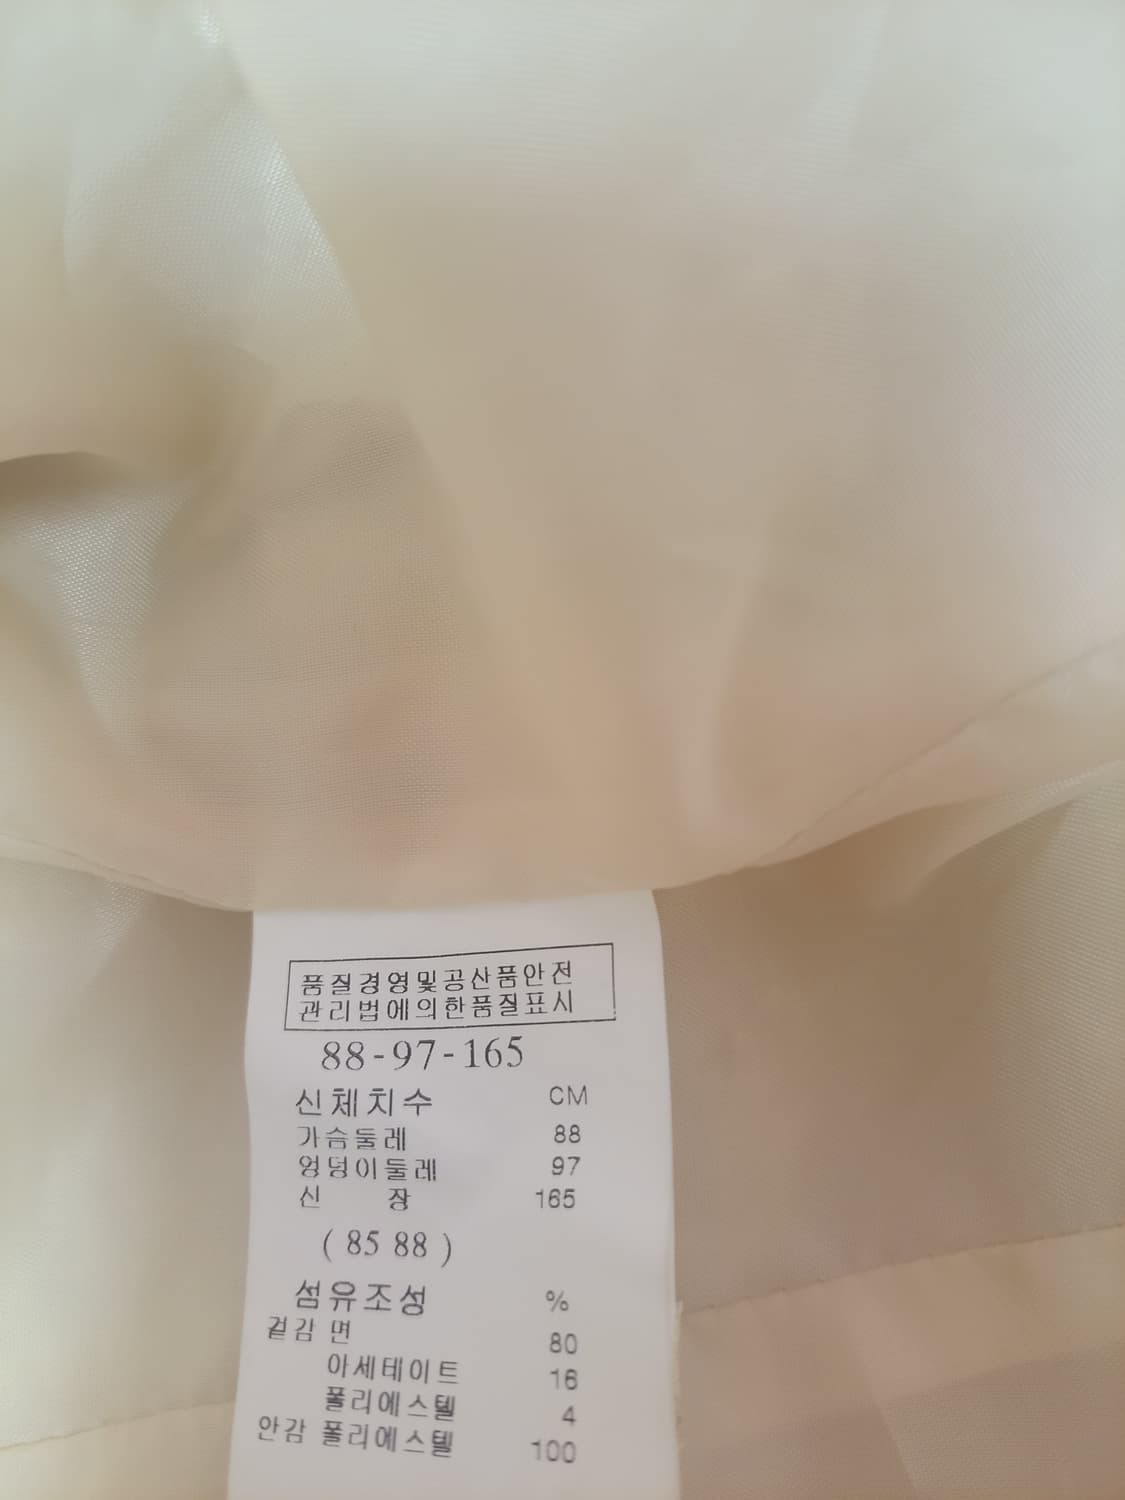 품질경영및공산품안전
관리법에의한품질표시
88-97-165
신체치수 CM
가슴둘레 88
엉덩이둘레 97
신 장 165
( 85 88 )
섬유조성 %
겉감 면 80
아세테이트 16
폴리에스텔 4
안감 폴리에스텔 100